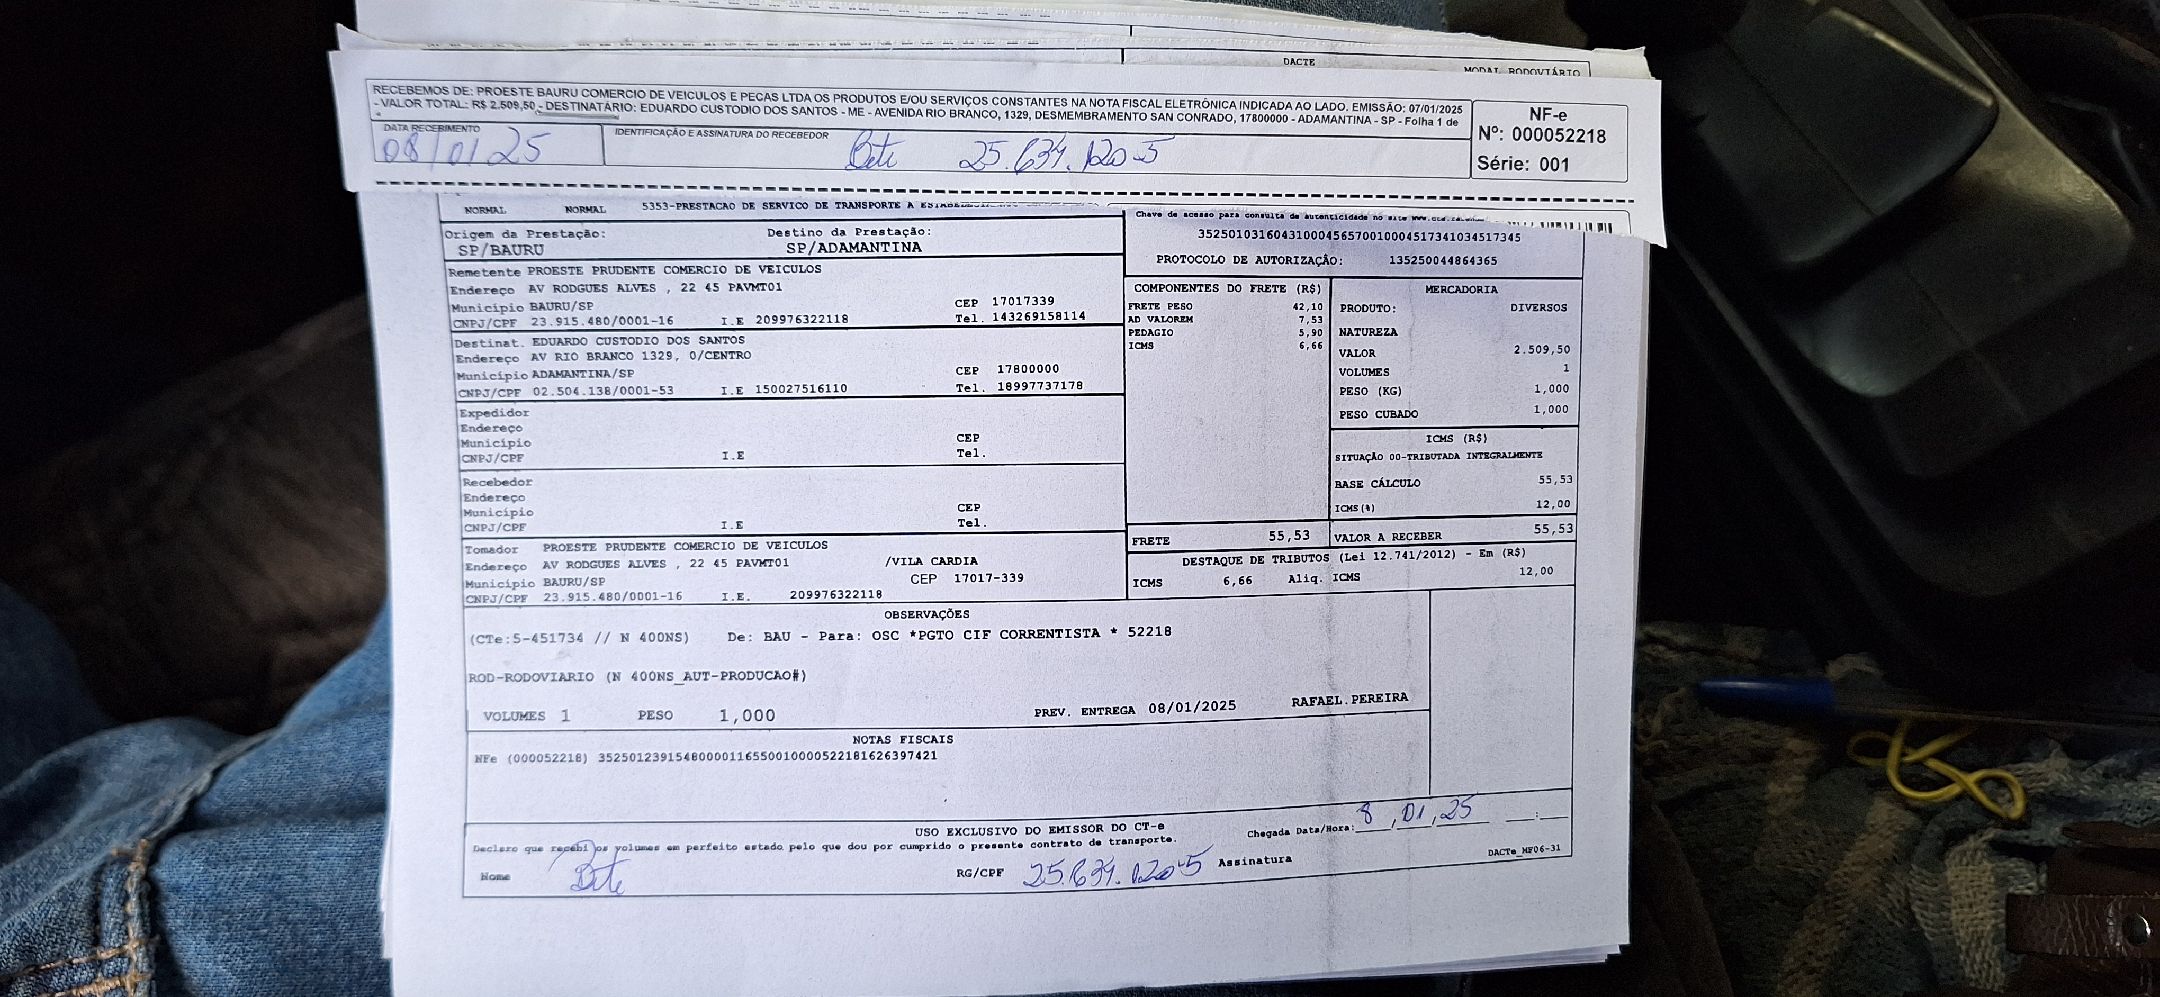 DACTE
MODAL RODOVIÁRIO
RECEBEMOS DE: PROESTE BAURU COMERCIO DE VEICULOS E PECAS LTDA OS PRODUTOS E/OU SERVIÇOS CONSTANTES NA NOTA FISCAL ELETRÔNICA INDICADA AO LADO. EMISSÃO: 07/01/2025
- VALOR TOTAL: R$ 2.509,50 - DESTINATÁRIO: EDUARDO CUSTODIO DOS SANTOS - ME - AVENIDA RIO BRANCO, 1329, DESMEMBRAMENTO SAN CONRADO, 17800000 - ADAMANTINA - SP - Folha 1 de
NF-e
Nº: 000052218
Série: 001
DATA RECEBIMENTO
08/01/25
IDENTIFICAÇÃO E ASSINATURA DO RECEBEDOR
Bete 25.634.120-5
NORMAL NORMAL 5353-PRESTACAO DE SERVICO DE TRANSPORTE A
Origem da Prestação: Destino da Prestação:
SP/BAURU SP/ADAMANTINA
Chave de acesso para consulta de autenticidade no site
35250103160431000456570010004517341034517345
PROTOCOLO DE AUTORIZAÇÃO: 135250044864365
Remetente PROESTE PRUDENTE COMERCIO DE VEICULOS
Endereço AV RODGUES ALVES , 22 45 PAVMT01
Município BAURU/SP CEP 17017339
CNPJ/CPF 23.915.480/0001-16 I.E 209976322118 Tel. 143269158114
Destinat. EDUARDO CUSTODIO DOS SANTOS
Endereço AV RIO BRANCO 1329, 0/CENTRO
Município ADAMANTINA/SP CEP 17800000
CNPJ/CPF 02.504.138/0001-53 I.E 150027516110 Tel. 18997737178
Expedidor
Endereço
Município CEP
CNPJ/CPF I.E Tel.
Recebedor
Endereço
Município CEP
CNPJ/CPF I.E Tel.
Tomador PROESTE PRUDENTE COMERCIO DE VEICULOS
Endereço AV RODGUES ALVES , 22 45 PAVMT01 /VILA CARDIA
Município BAURU/SP CEP 17017-339
CNPJ/CPF 23.915.480/0001-16 I.E. 209976322118
COMPONENTES DO FRETE (R$)
FRETE PESO 42,10
AD VALOREM 7,53
PEDAGIO 5,90
ICMS 6,66
FRETE 55,53
MERCADORIA
PRODUTO: DIVERSOS
NATUREZA
VALOR 2.509,50
VOLUMES 1
PESO (KG) 1,000
PESO CUBADO 1,000
ICMS (R$)
SITUAÇÃO 00-TRIBUTADA INTEGRALMENTE
BASE CÁLCULO 55,53
ICMS(%) 12,00
VALOR A RECEBER 55,53
DESTAQUE DE TRIBUTOS (Lei 12.741/2012) - Em (R$)
ICMS 6,66 Aliq. ICMS 12,00
OBSERVAÇÕES
(CTe:5-451734 // N 400NS) De: BAU - Para: OSC *PGTO CIF CORRENTISTA * 52218
ROD-RODOVIARIO (N 400NS_AUT-PRODUCAO#)
VOLUMES 1 PESO 1,000 PREV. ENTREGA 08/01/2025 RAFAEL.PEREIRA
NOTAS FISCAIS
NFe (000052218) 35250123915480000116550010000522181626397421
USO EXCLUSIVO DO EMISSOR DO CT-e
Chegada Data/Hora: 8,01,25 __:__
Declaro que recebi os volumes em perfeito estado pelo que dou por cumprido o presente contrato de transporte.
Nome Bete RG/CPF 25.634.120-5 Assinatura
DACTe_MF06-31